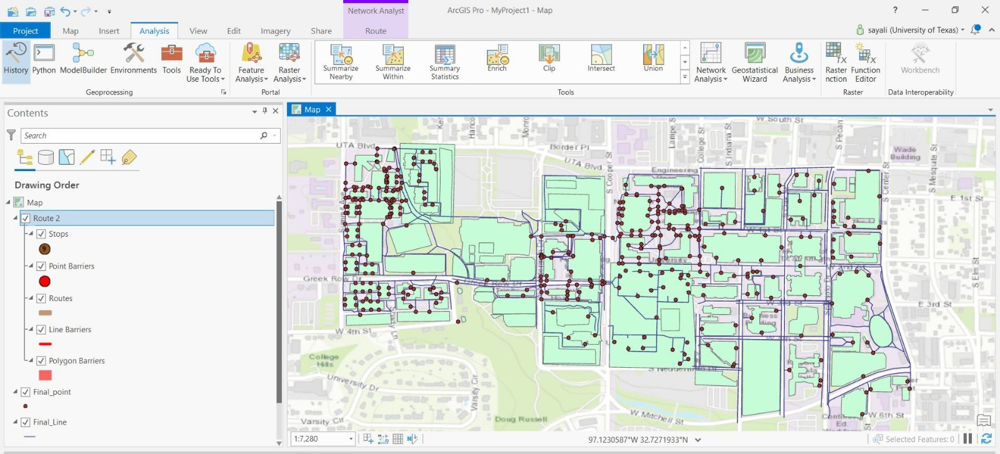 Network Analyst
ArcGIS Pro - MyProject1 - Map
?
Project
Map
Insert
Analysis
View
Edit
Imagery
Share
Route
sayali (University of Texas)
History
Python
ModelBuilder
Environments
Tools
Ready To
Use Tools
Feature
Analysis
Raster
Analysis
Summarize
Nearby
Summarize
Within
Summary
Statistics
Enrich
Clip
Intersect
Union
Network
Analysis
Geostatistical
Wizard
Business
Analysis
Raster
nction
Function
Editor
Workbench
Geoprocessing
Portal
Tools
Raster
Data Interoperability
Contents
Search
Drawing Order
Map
Route 2
Stops
9
Point Barriers
Routes
Line Barriers
Polygon Barriers
Final_point
Final_Line
Map
W South St
Lampe S
College St
S Indiana St
S Pecan
UTA Blvd
Border Pl
UTA Blvd
S Cooper St
Engineering
Wade
Building
S Mesquite St
S Center St
E 1st St
S Elm St
University
W 2nd St
Greek Row Dr
E 3rd St
W 4th St
College
Hills
University Dr
Varsity Cir
Varsity Cir
Doug Russell
W Mitchell St
W 6th St
Ed
1:7,280
97.1230587°W 32.7271933°N
Selected Features: 0